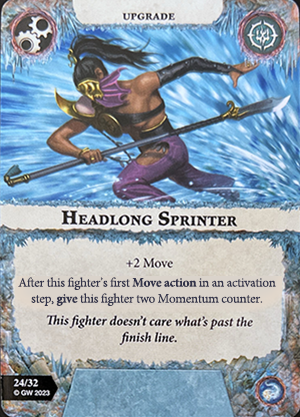 UPGRADE
HEADLONG SPRINTER
+2 Move
After this fighter's first Move action in an activation
step, give this fighter two Momentum counter.
This fighter doesn't care what's past the
finish line.
24/32
© GW 2023